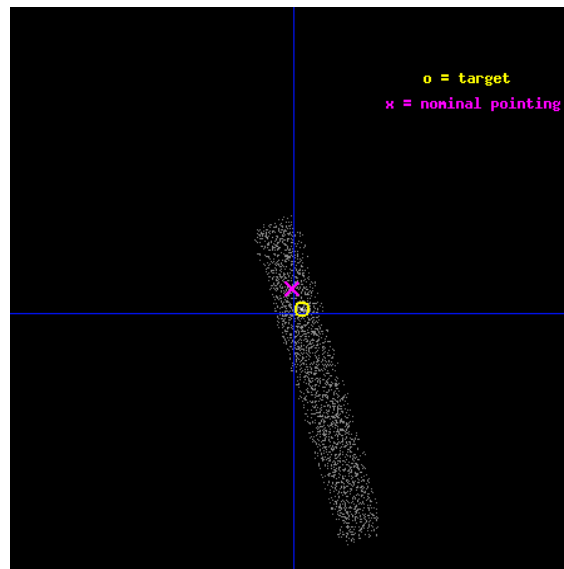 o = target
x = nominal pointing